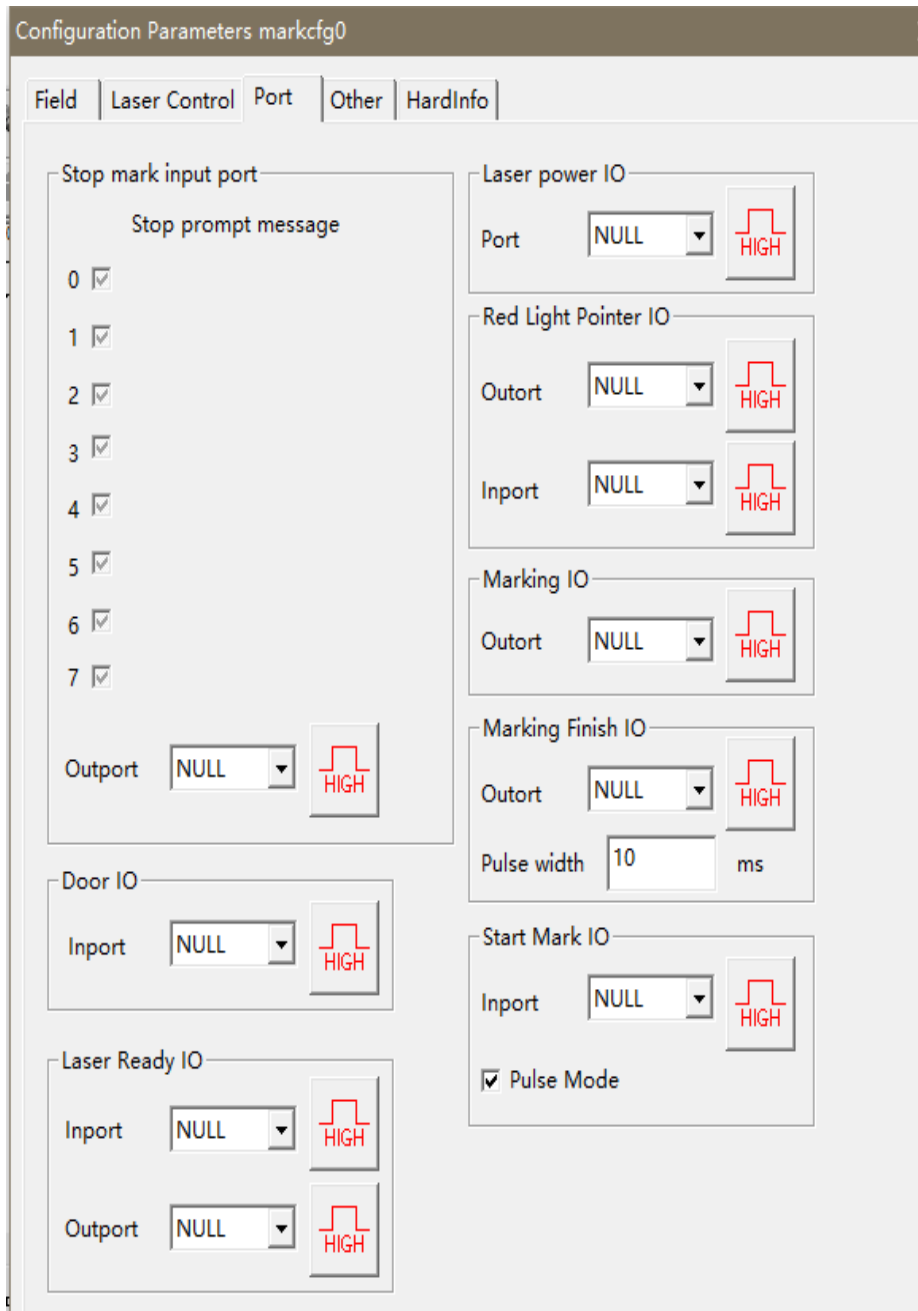 Configuration Parameters markcfg0
Field
Laser Control
Port
Other
HardInfo
Stop mark input port
Stop prompt message
0
1
2
3
4
5
6
7
Outport
NULL
HIGH
Door IO
Inport
NULL
HIGH
Laser Ready IO
Inport
NULL
HIGH
Outport
NULL
HIGH
Laser power IO
Port
NULL
HIGH
Red Light Pointer IO
Outort
NULL
HIGH
Inport
NULL
HIGH
Marking IO
Outort
NULL
HIGH
Marking Finish IO
Outort
NULL
HIGH
Pulse width
10
ms
Start Mark IO
Inport
NULL
HIGH
Pulse Mode